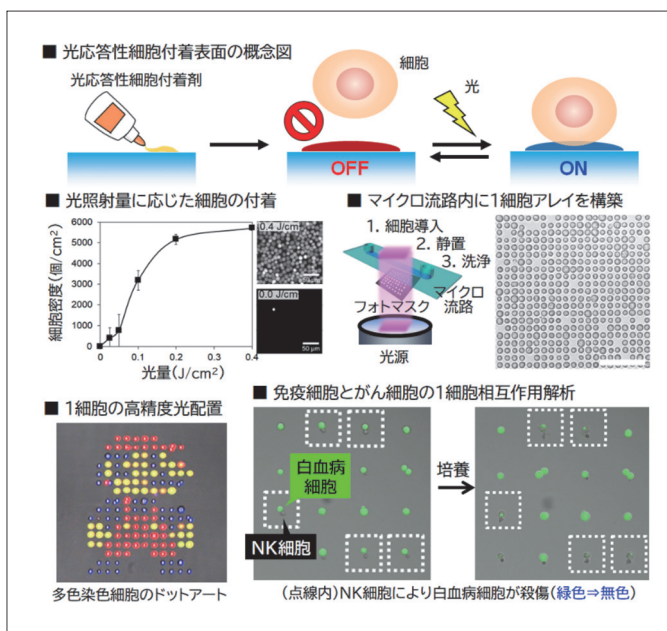 ■ 光応答性細胞付着表面の概念図
光応答性細胞付着剤
細胞
光
OFF
ON
■ 光照射量に応じた細胞の付着
細胞密度(個/cm²)
6000
5000
4000
3000
2000
1000
0
0.0
0.1
0.2
0.3
0.4
光量(J/cm²)
0.4 J/cm
0.0 J/cm
50 μm
■ マイクロ流路内に1細胞アレイを構築
1. 細胞導入
2. 静置
3. 洗浄
フォトマスク
マイクロ
流路
光源
■ 1細胞の高精度光配置
多色染色細胞のドットアート
■ 免疫細胞とがん細胞の1細胞相互作用解析
白血病
細胞
NK細胞
培養
(点線内)NK細胞により白血病細胞が殺傷(緑色⇒無色)